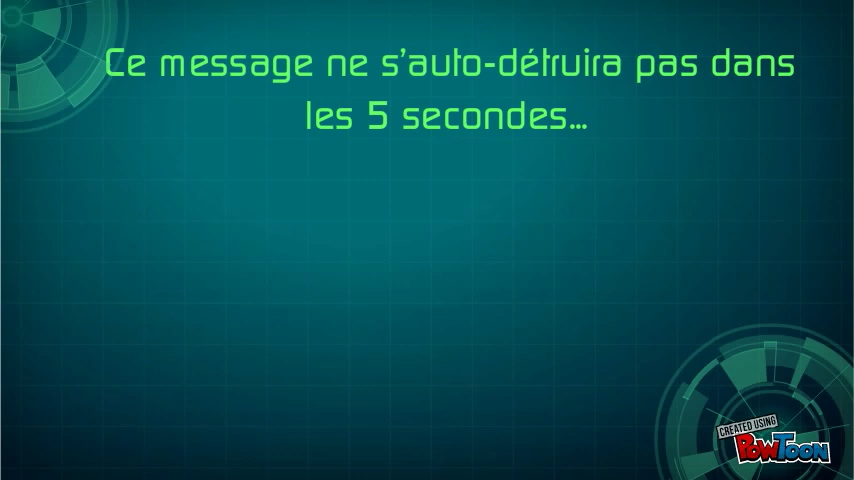 Ce message ne s'auto-détruira pas dans
les 5 secondes...
CREATED USING
POWTOON